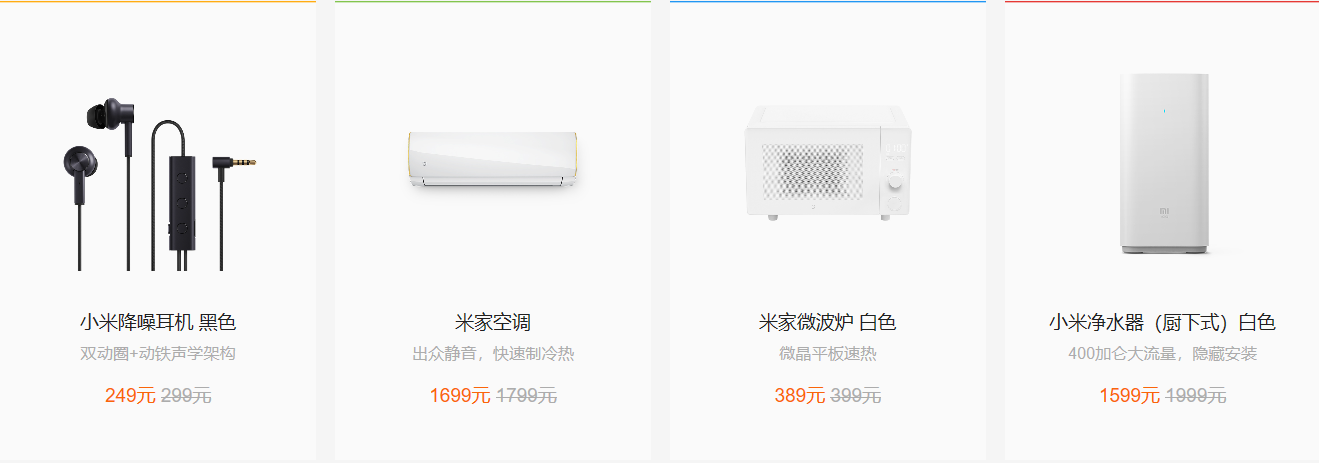 小米降噪耳机 黑色
双动圈+动铁声学架构
249元 299元
米家空调
出众静音，快速制冷热
1699元 1799元
米家微波炉 白色
微晶平板速热
389元 399元
mi
小米净水器（厨下式）白色
400加仑大流量，隐藏安装
1599元 1999元